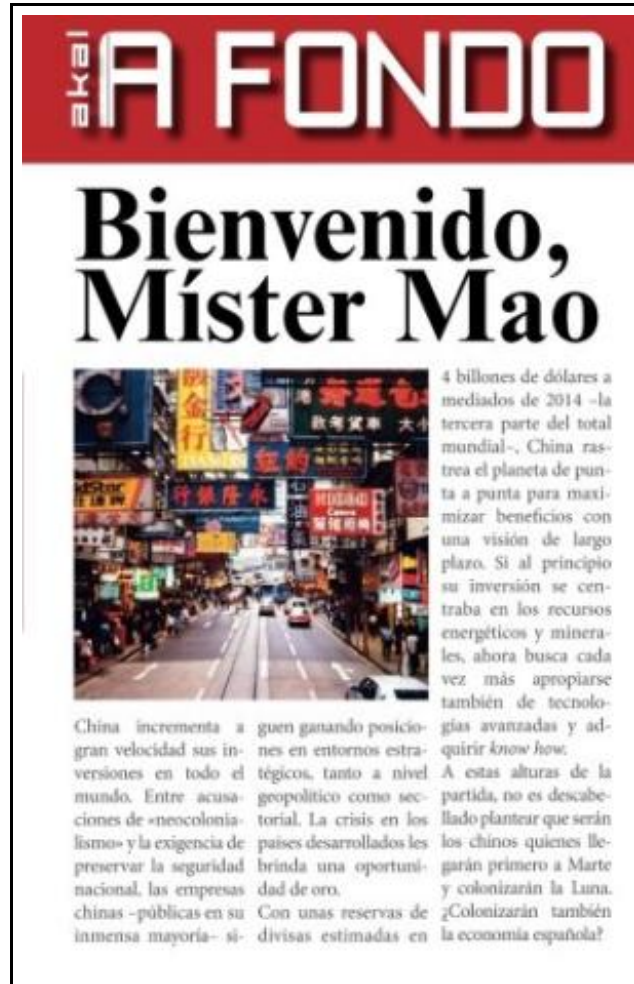 akal A FONDO
Bienvenido,
Míster Mao
金行
行銀隆永
Canon
China incrementa a
gran velocidad sus in-
versiones en todo el
mundo. Entre acusa-
ciones de «neocolonia-
lismo» y la exigencia de
preservar la seguridad
nacional, las empresas
chinas –públicas en su
inmensa mayoría– si-
guen ganando posicio-
nes en entornos estra-
tégicos, tanto a nivel
geopolítico como sec-
torial. La crisis en los
países desarrollados les
brinda una oportuni-
dad de oro.
Con unas reservas de
divisas estimadas en
4 billones de dólares a
mediados de 2014 –la
tercera parte del total
mundial–, China ras-
trea el planeta de pun-
ta a punta para maxi-
mizar beneficios con
una visión de largo
plazo. Si al principio
su inversión se cen-
traba en los recursos
energéticos y minera-
les, ahora busca cada
vez más apropiarse
también de tecnolo-
gías avanzadas y ad-
quirir know how.
A estas alturas de la
partida, no es descabe-
llado plantear que serán
los chinos quienes lle-
garán primero a Marte
y colonizarán la Luna.
¿Colonizarán también
la economía española?